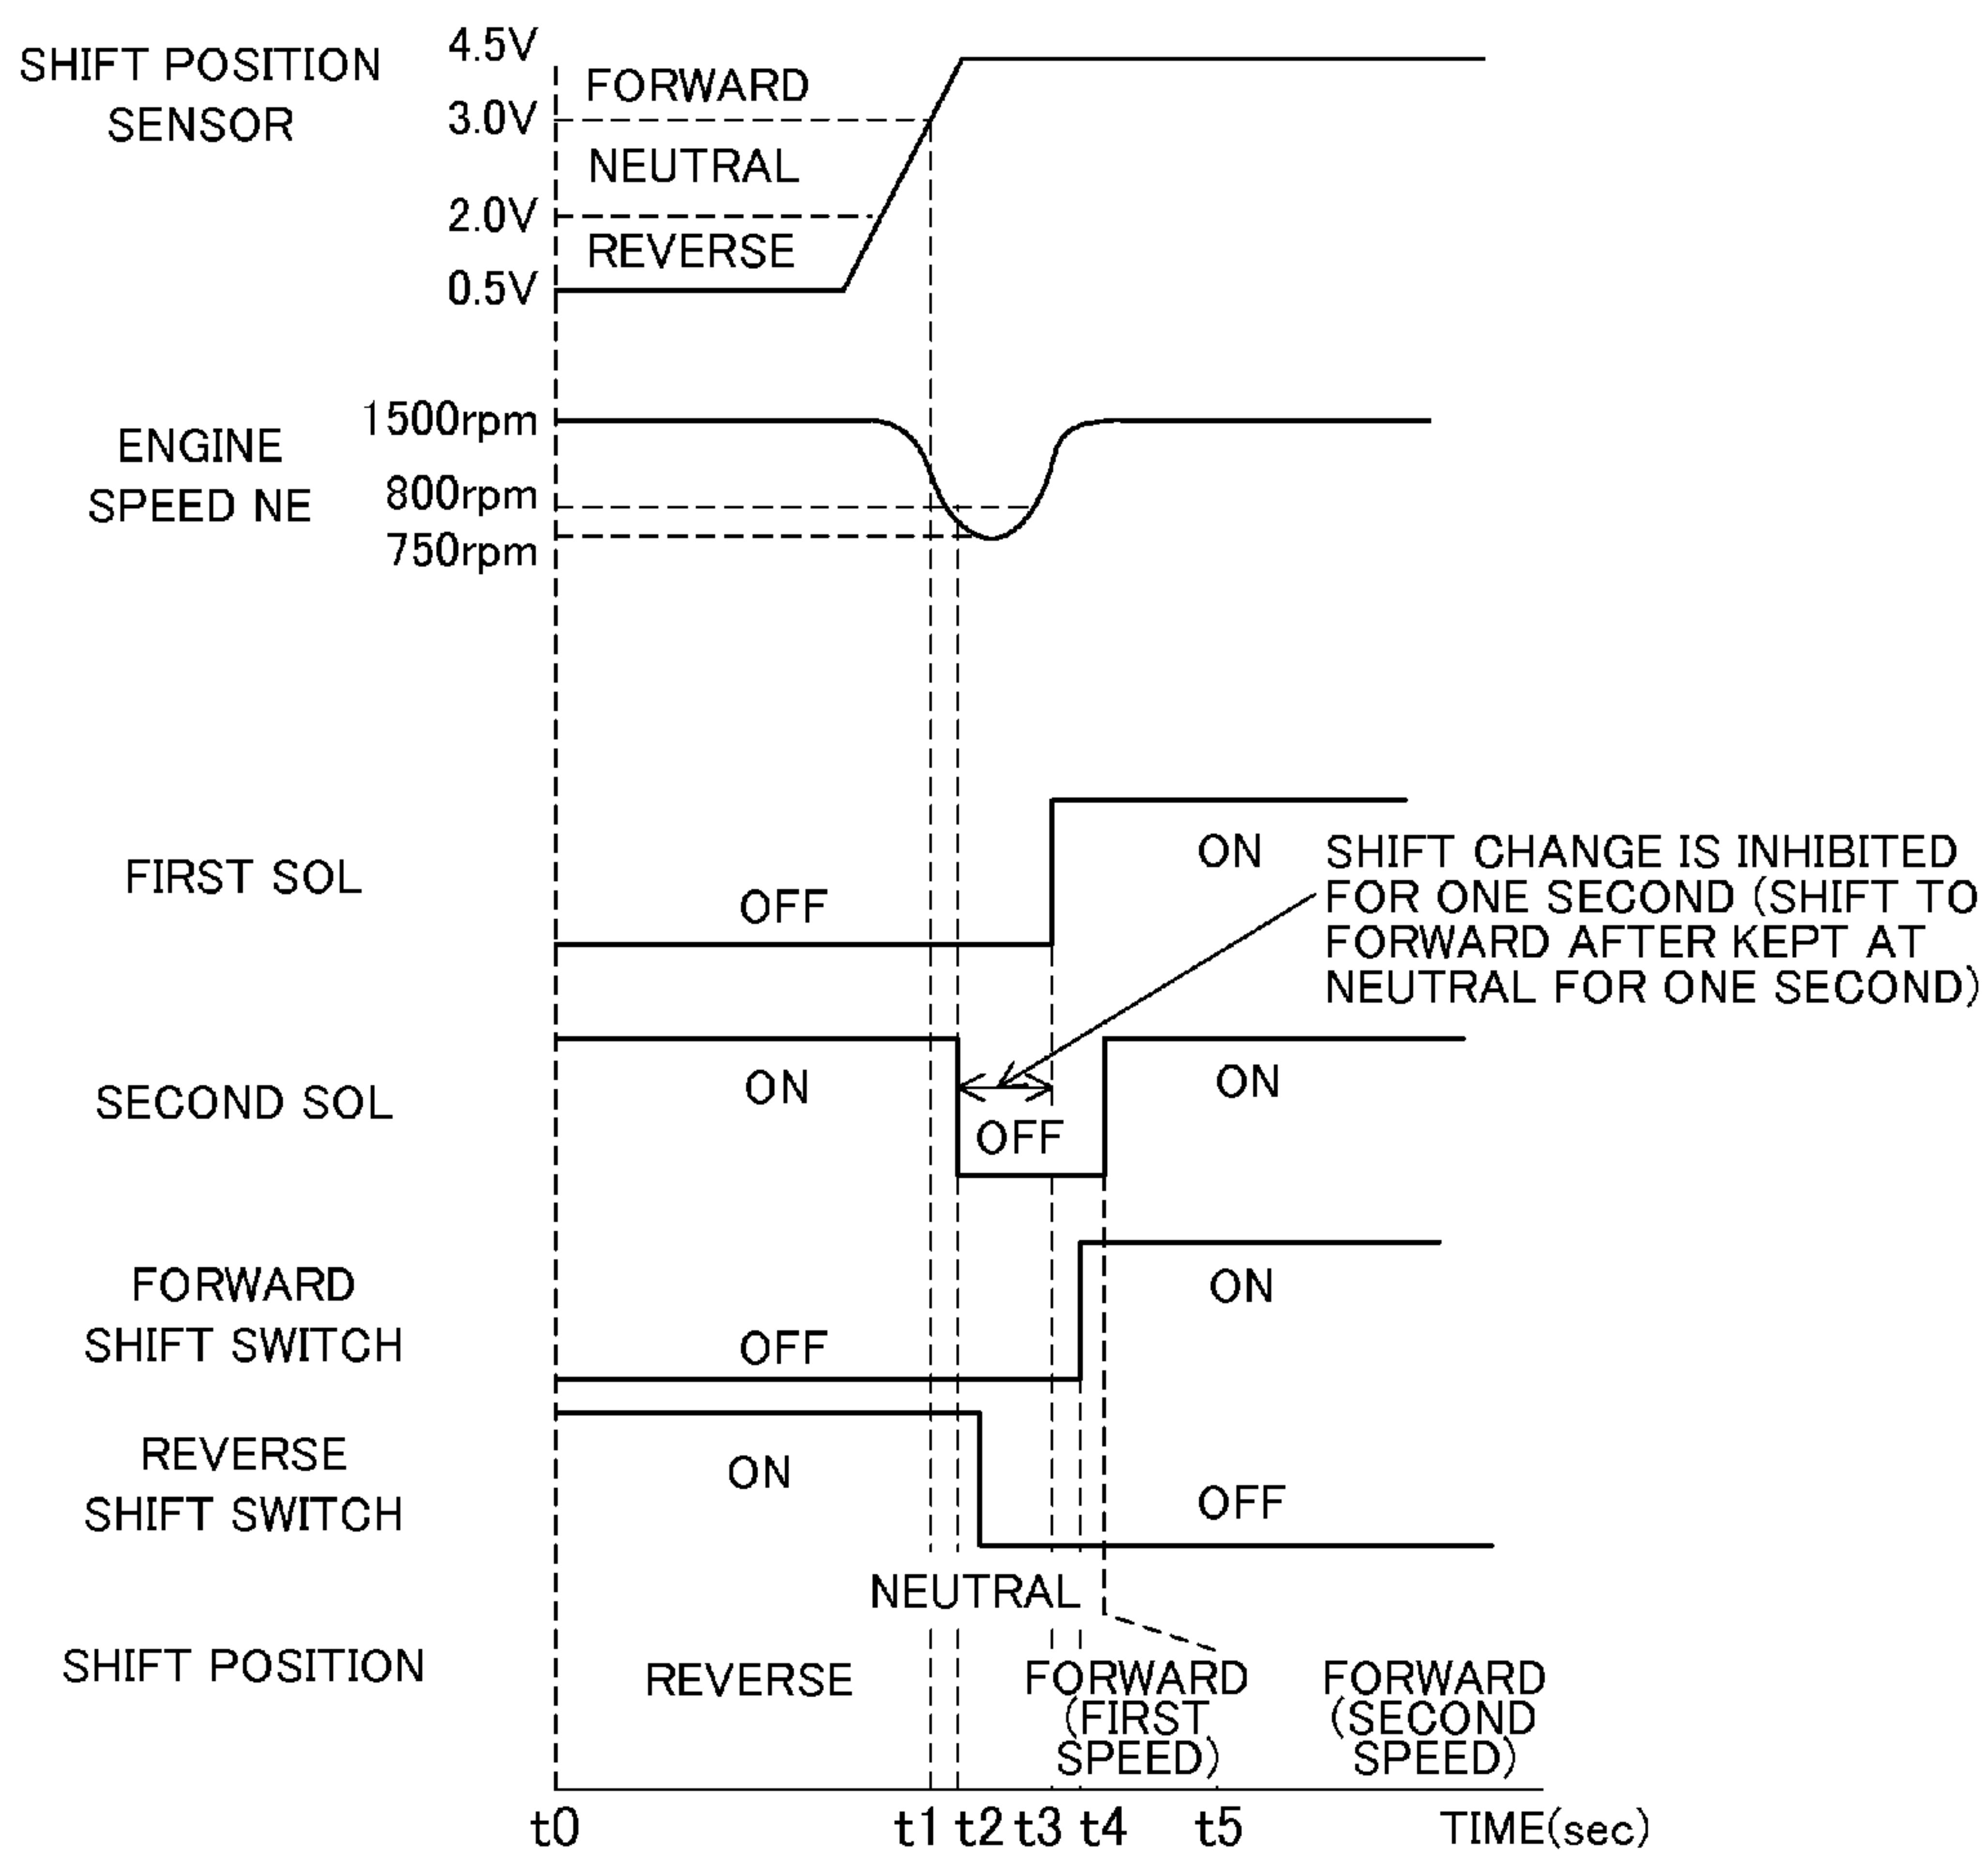 SHIFT POSITION
SENSOR
4.5V
3.0V
2.0V
0.5V
FORWARD
NEUTRAL
REVERSE
ENGINE
SPEED NE
1500rpm
800rpm
750rpm
FIRST SOL
OFF
ON
SHIFT CHANGE IS INHIBITED
FOR ONE SECOND (SHIFT TO
FORWARD AFTER KEPT AT
NEUTRAL FOR ONE SECOND)
SECOND SOL
ON
OFF
ON
FORWARD
SHIFT SWITCH
OFF
ON
REVERSE
SHIFT SWITCH
ON
OFF
SHIFT POSITION
REVERSE
NEUTRAL
FORWARD
(FIRST
SPEED)
FORWARD
(SECOND
SPEED)
t0
t1
t2
t3
t4
t5
TIME(sec)